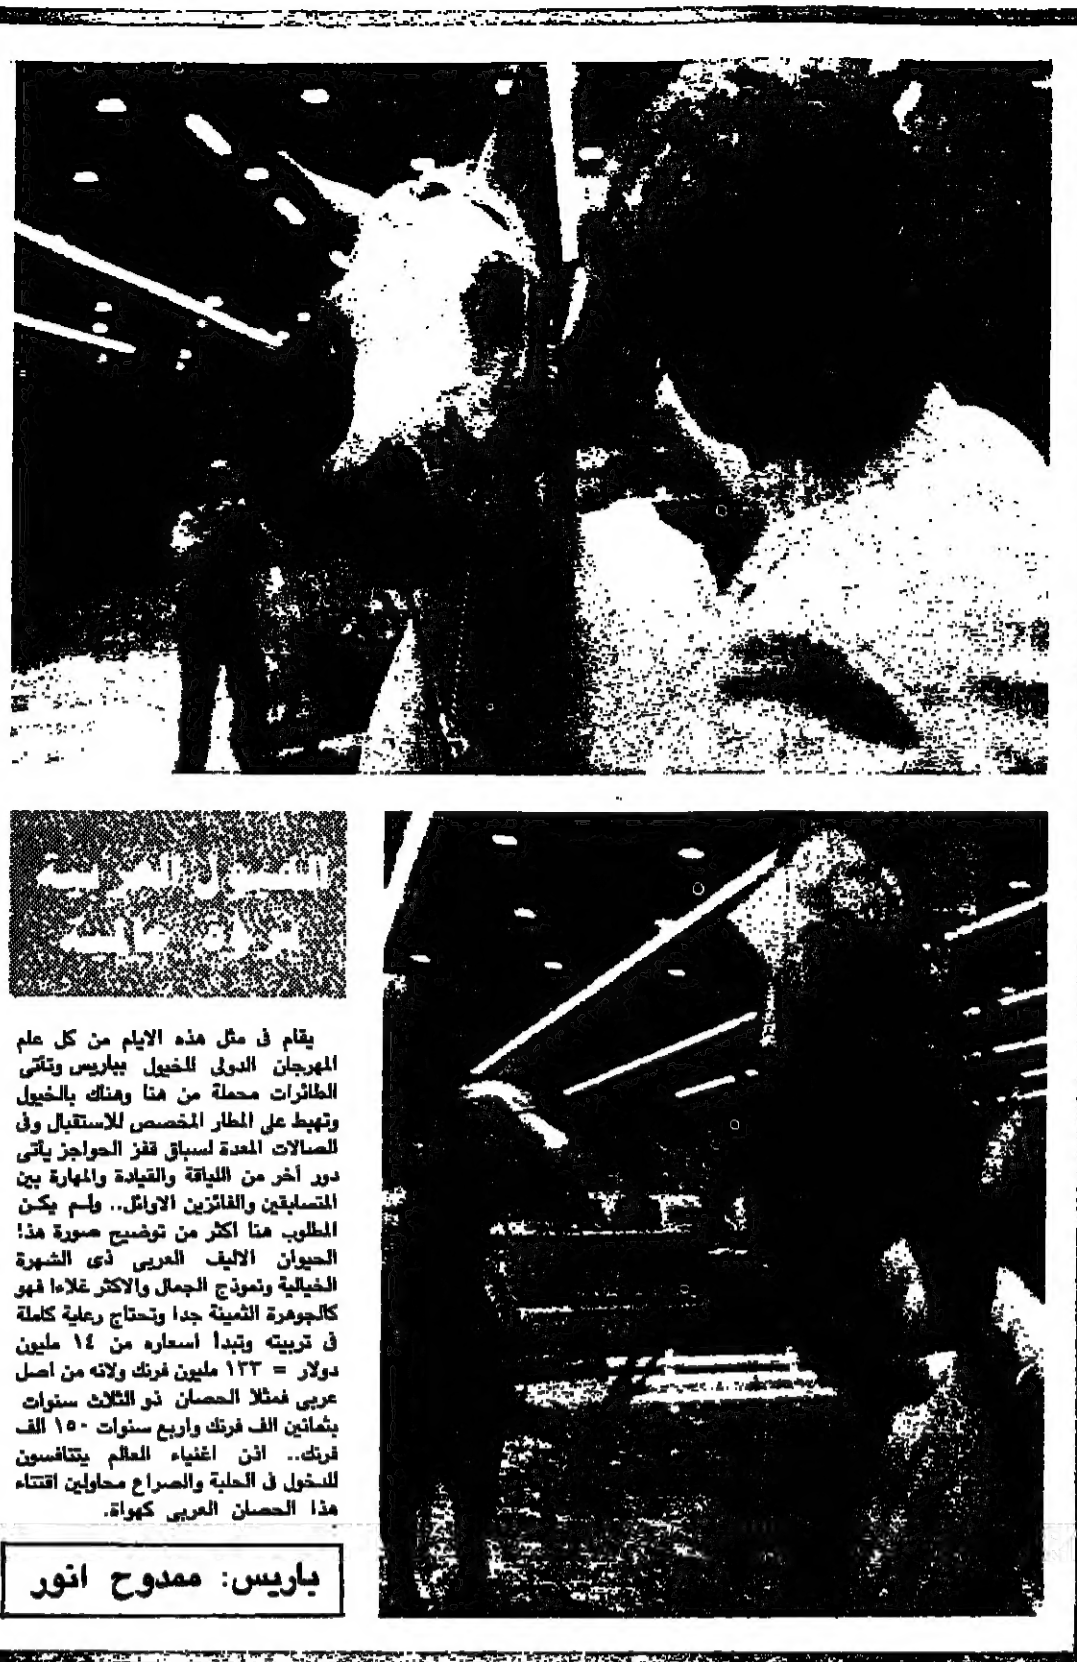 الخيول العربية
ثروة عالمية
يقام فى مثل هذه الايام من كل عام
المهرجان الدولى للخيول بباريس وتأتى
الطائرات محملة من هنا وهناك بالخيول
وتهبط على المطار المخصص للاستقبال وفى
الصالات المعدة لسباق قفز الحواجز يأتى
دور أخر من اللياقة والقيادة والمهارة بين
المتسابقين والفائزين الاوائل.. ولم يكن
المطلوب هنا اكثر من توضيح صورة هذا
الحيوان الاليف العربى ذى الشهرة
الخيالية ونموذج الجمال والاكثر غلاءا فهو
كالجوهرة الثمينة جدا وتحتاج رعاية كاملة
فى تربيته وتبدأ اسعاره من ١٤ مليون
دولار = ١٣٣ مليون فرنك ولانه من اصل
عربى فمثلا الحصان ذو الثلاث سنوات
بثمانين الف فرنك واربع سنوات ١٥٠ الف
فرنك.. اذن اغنياء العالم يتنافسون
للدخول فى الحلبة والصراع محاولين اقتناء
هذا الحصان العربى كهواة.
باريس: ممدوح انور